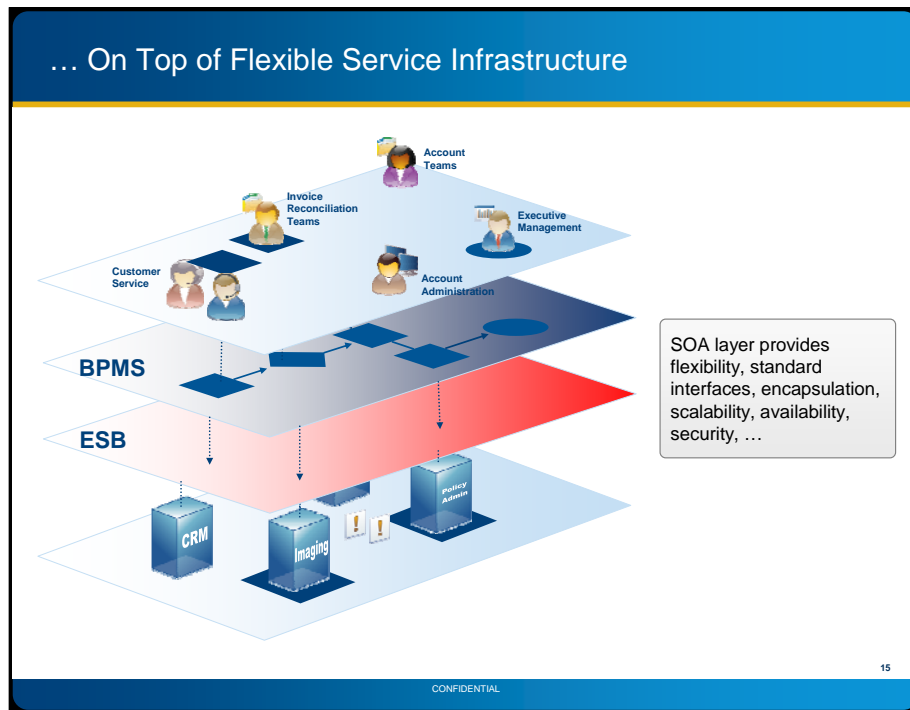 … On Top of Flexible Service Infrastructure
Account
Teams
Invoice
Reconciliation
Teams
Executive
Management
Customer
Service
Account
Administration
BPMS
SOA layer provides
flexibility, standard
interfaces, encapsulation,
scalability, availability,
security, …
ESB
Policy
Admin
CRM
Imaging
15
CONFIDENTIAL